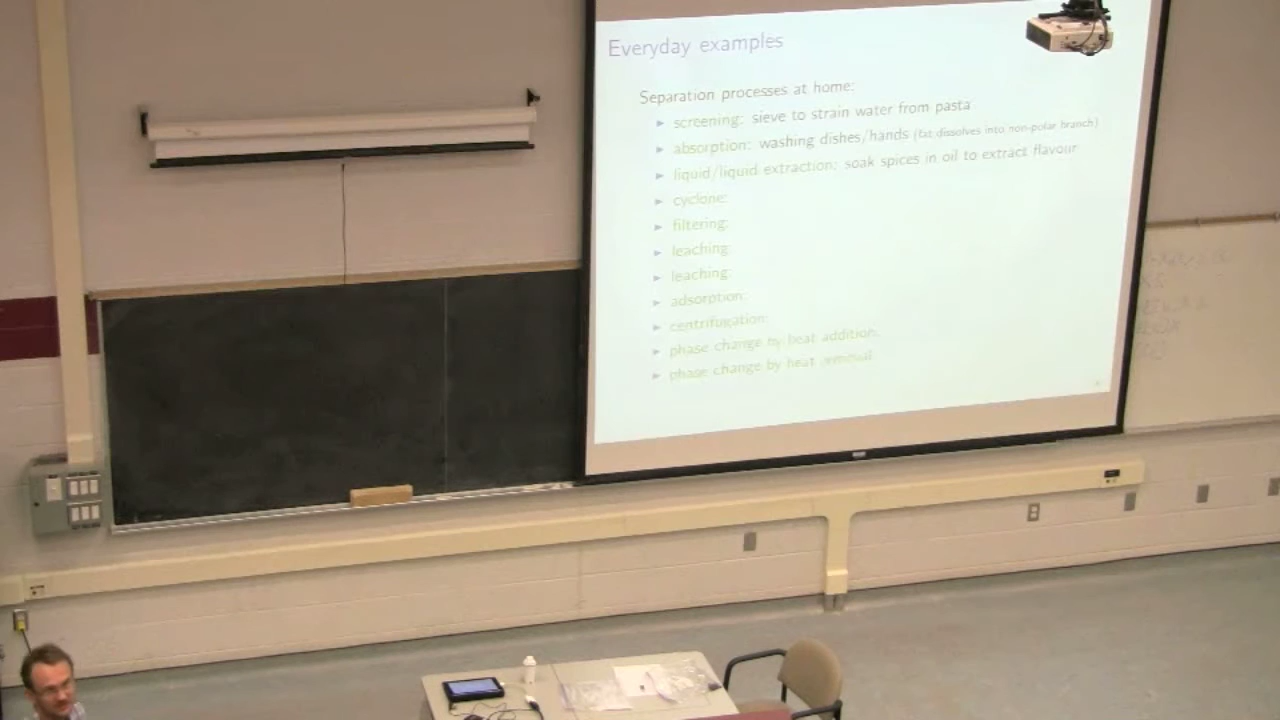 Everyday examples
Separation processes at home:
► screening: sieve to strain water from pasta
► absorption: washing dishes/hands (fat dissolves into non-polar branch)
► liquid/liquid extraction: soak spices in oil to extract flavour
► cyclone:
► filtering:
► leaching:
► leaching:
► adsorption:
► centrifugation:
► phase change by heat addition:
► phase change by heat removal: